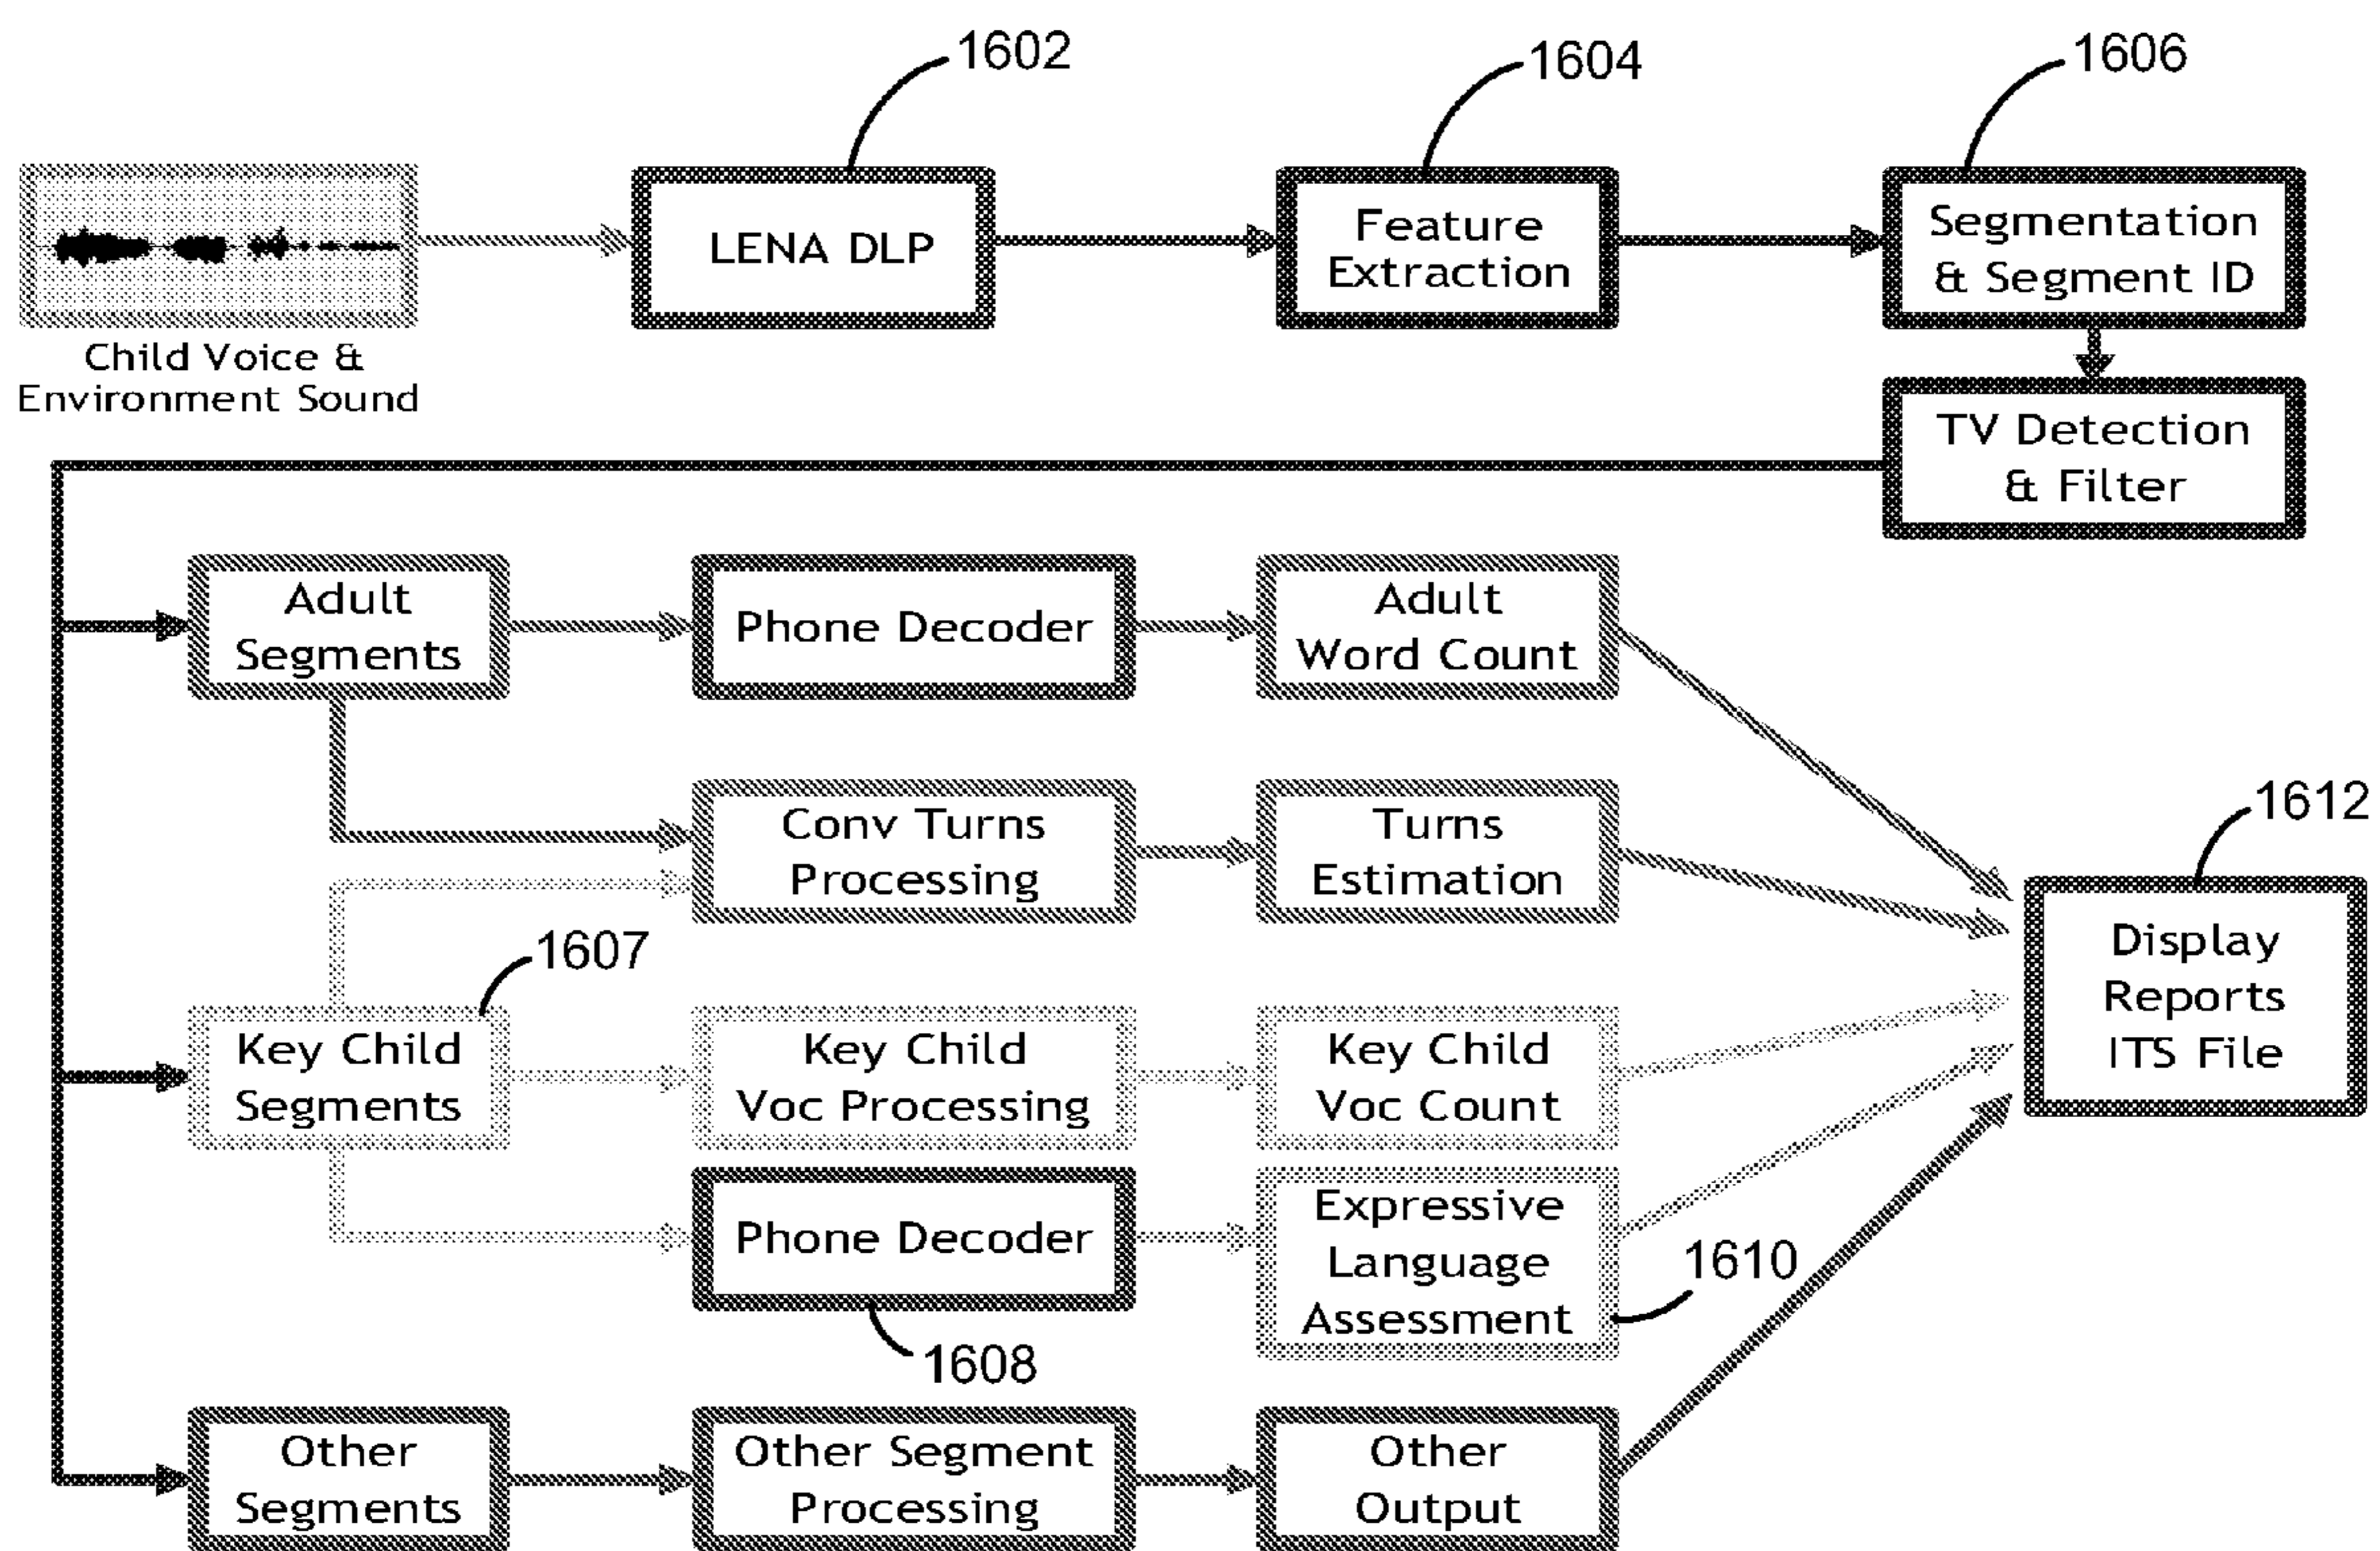 1602
1604
1606
LENA DLP
Feature
Extraction
Segmentation
& Segment ID
Child Voice &
Environment Sound
TV Detection
& Filter
Adult
Segments
Phone Decoder
Adult
Word Count
Conv Turns
Processing
Turns
Estimation
1612
Display
Reports
ITS File
1607
Key Child
Segments
Key Child
Voc Processing
Key Child
Voc Count
Phone Decoder
1608
Expressive
Language
Assessment
1610
Other
Segments
Other Segment
Processing
Other
Output